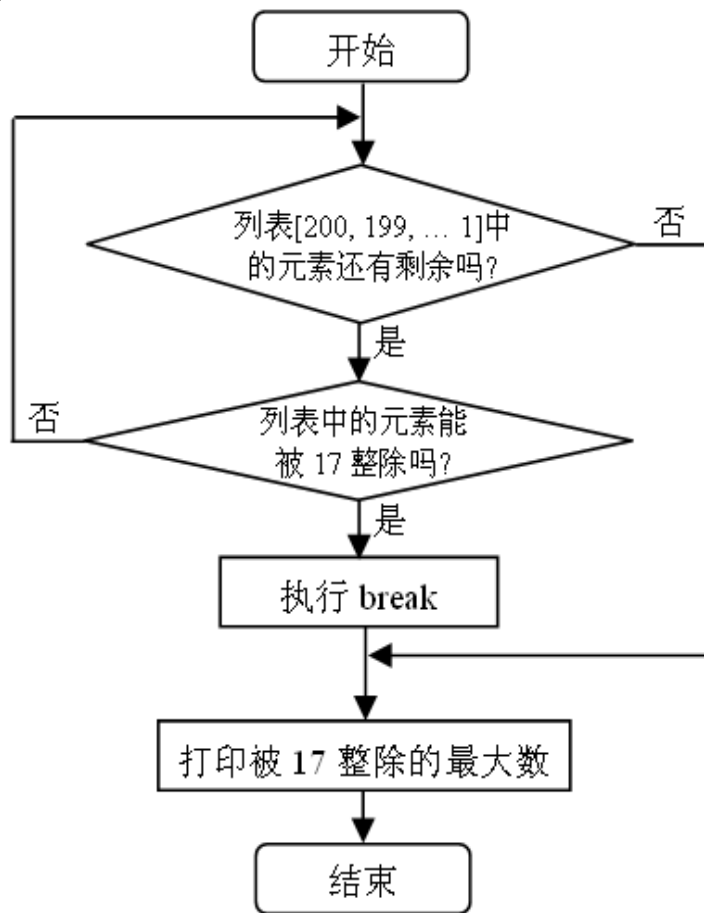 开始
列表[200, 199, … 1]中
的元素还有剩余吗?
否
是
列表中的元素能
被 17 整除吗?
否
是
执行 break
打印被 17 整除的最大数
结束